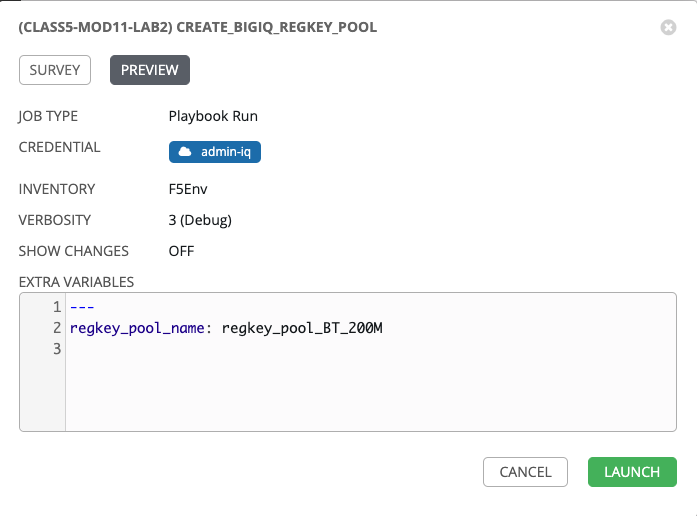 (CLASS5-MOD11-LAB2) CREATE_BIGIQ_REGKEY_POOL
SURVEY PREVIEW
JOB TYPE Playbook Run
CREDENTIAL admin-iq
INVENTORY F5Env
VERBOSITY 3 (Debug)
SHOW CHANGES OFF
EXTRA VARIABLES
1 ---
2 regkey_pool_name: regkey_pool_BT_200M
3
CANCEL LAUNCH